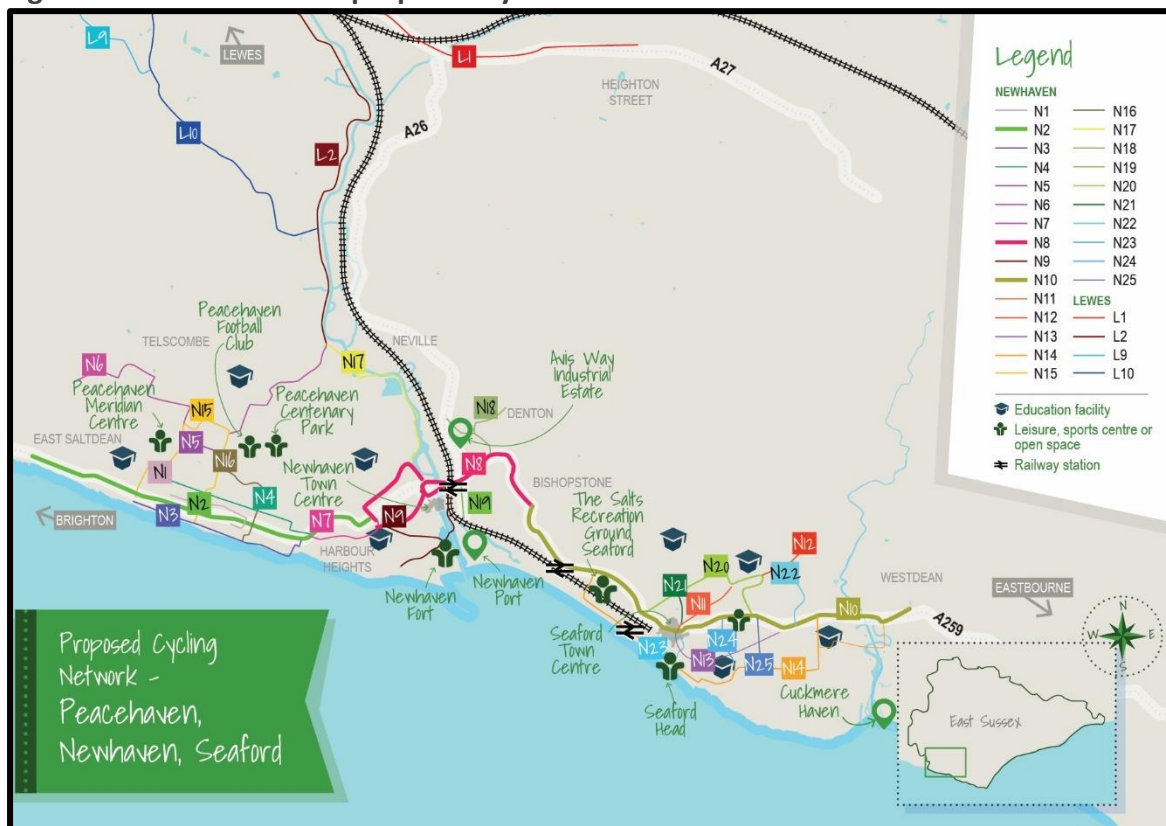 L9
LEWES
L1
A27
HEIGHTON
STREET
A26
L10
L2
Peacehaven
Football
Club
TELSCOMBE
NEVILLE
N17
Avis Way
Industrial
Estate
N6
Peacehaven
Meridian
Centre
N15
Peacehaven
Centenary
Park
N18
DENTON
EAST SALTDEAN
N5
N16
N1
Newhaven
Town
Centre
N8
BISHOPSTONE
N4
N2
N3
N7
N9
N19
BRIGHTON
HARBOUR
HEIGHTS
The Salts
Recreation
Ground
Seaford
Newhaven
Fort
Newhaven
Port
N12
N20
N21
N22
N11
WESTDEAN
EASTBOURNE
N10
A259
Seaford
Town
Centre
N23
N24
N13
N25
N14
Seaford
Head
Cuckmere
Haven
Legend
NEWHAVEN
N1
N2
N3
N4
N5
N6
N7
N8
N9
N10
N11
N12
N13
N14
N15
N16
N17
N18
N19
N20
N21
N22
N23
N24
N25
LEWES
L1
L2
L9
L10
Education facility
Leisure, sports centre or
open space
Railway station
Proposed Cycling
Network -
Peacehaven,
Newhaven, Seaford
N
W E
S
East Sussex